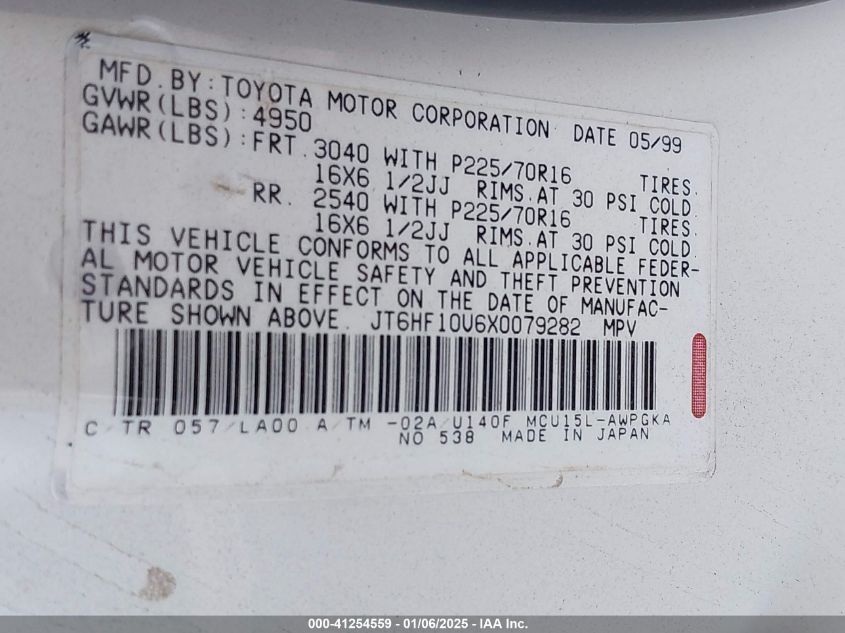 MFD.BY:TOYOTA MOTOR CORPORATION DATE 05/99
GVWR(LBS):4950
GAWR(LBS):FRT.3040 WITH P225/70R16 TIRES.
16X6 1/2JJ RIMS.AT 30 PSI COLD.
RR. 2540 WITH P225/70R16 TIRES.
16X6 1/2JJ RIMS.AT 30 PSI COLD.
THIS VEHICLE CONFORMS TO ALL APPLICABLE FEDER-
AL MOTOR VEHICLE SAFETY AND THEFT PREVENTION
STANDARDS IN EFFECT ON THE DATE OF MANUFAC-
TURE SHOWN ABOVE. JT6HF10U6X0079282 MPV
C/TR 057/LA00 A/TM -02A/U140F MCU15L-AWPGKA
NO 538 MADE IN JAPAN
000-41254559 - 01/06/2025 - IAA Inc.